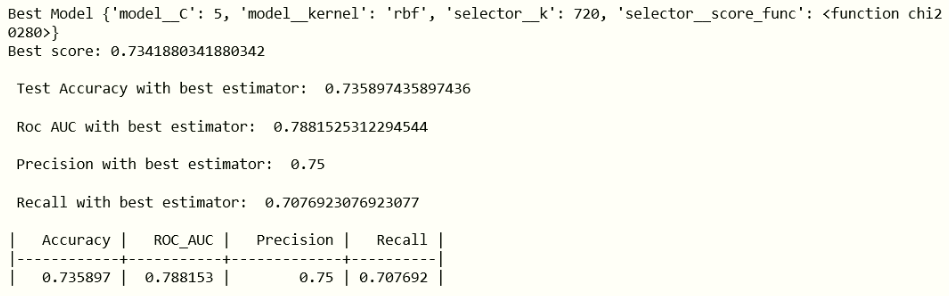 Best Model {'model__C': 5, 'model__kernel': 'rbf', 'selector__k': 720, 'selector__score_func': <function chi2
0280>}
Best score: 0.7341880341880342
Test Accuracy with best estimator:  0.735897435897436
Roc AUC with best estimator:  0.7881525312294544
Precision with best estimator:  0.75
Recall with best estimator:  0.7076923076923077
|   Accuracy |   ROC_AUC |   Precision |   Recall |
|------------+-----------+-------------+----------|
|   0.735897 |  0.788153 |        0.75 | 0.707692 |